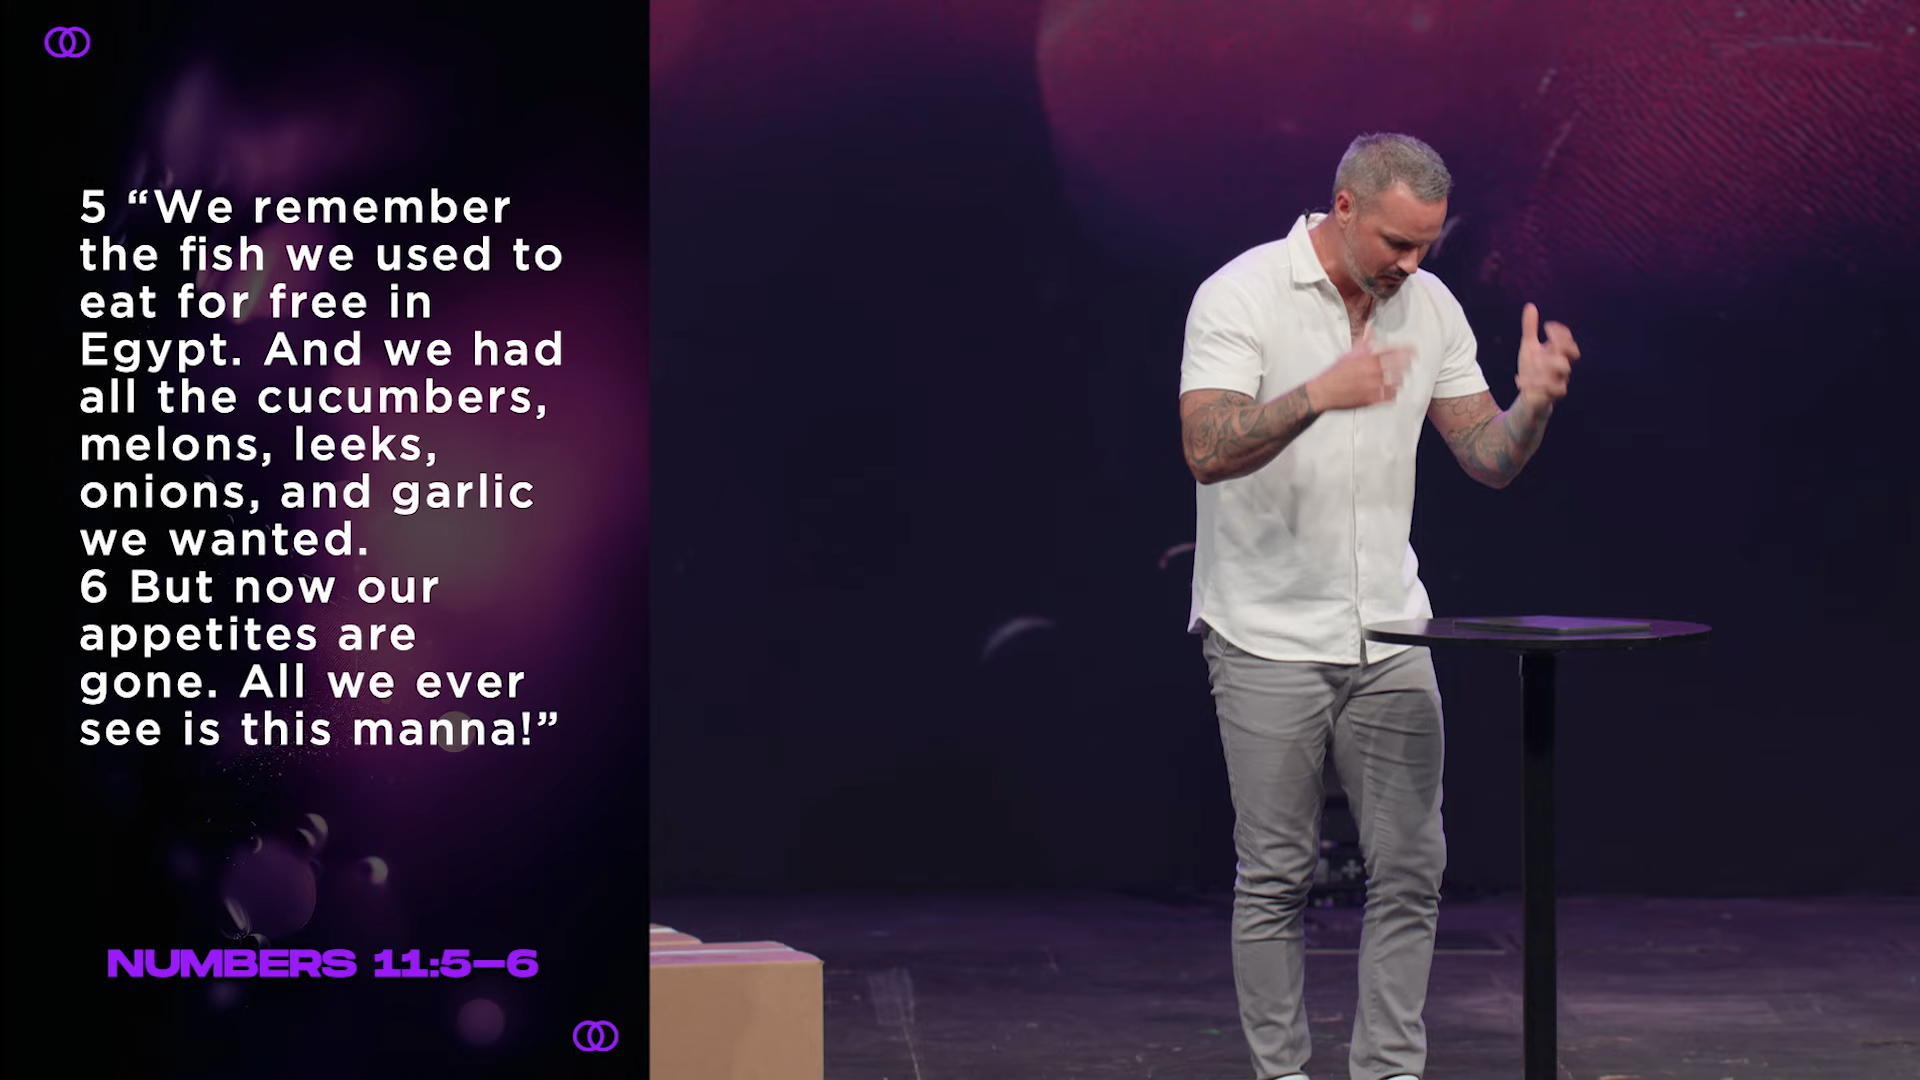 5 “We remember
the fish we used to
eat for free in
Egypt. And we had
all the cucumbers,
melons, leeks,
onions, and garlic
we wanted.
6 But now our
appetites are
gone. All we ever
see is this manna!”
NUMBERS 11:5–6